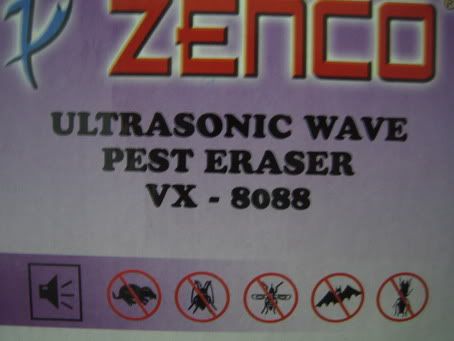 ZENCO
ULTRASONIC WAVE
PEST ERASER
VX - 8088